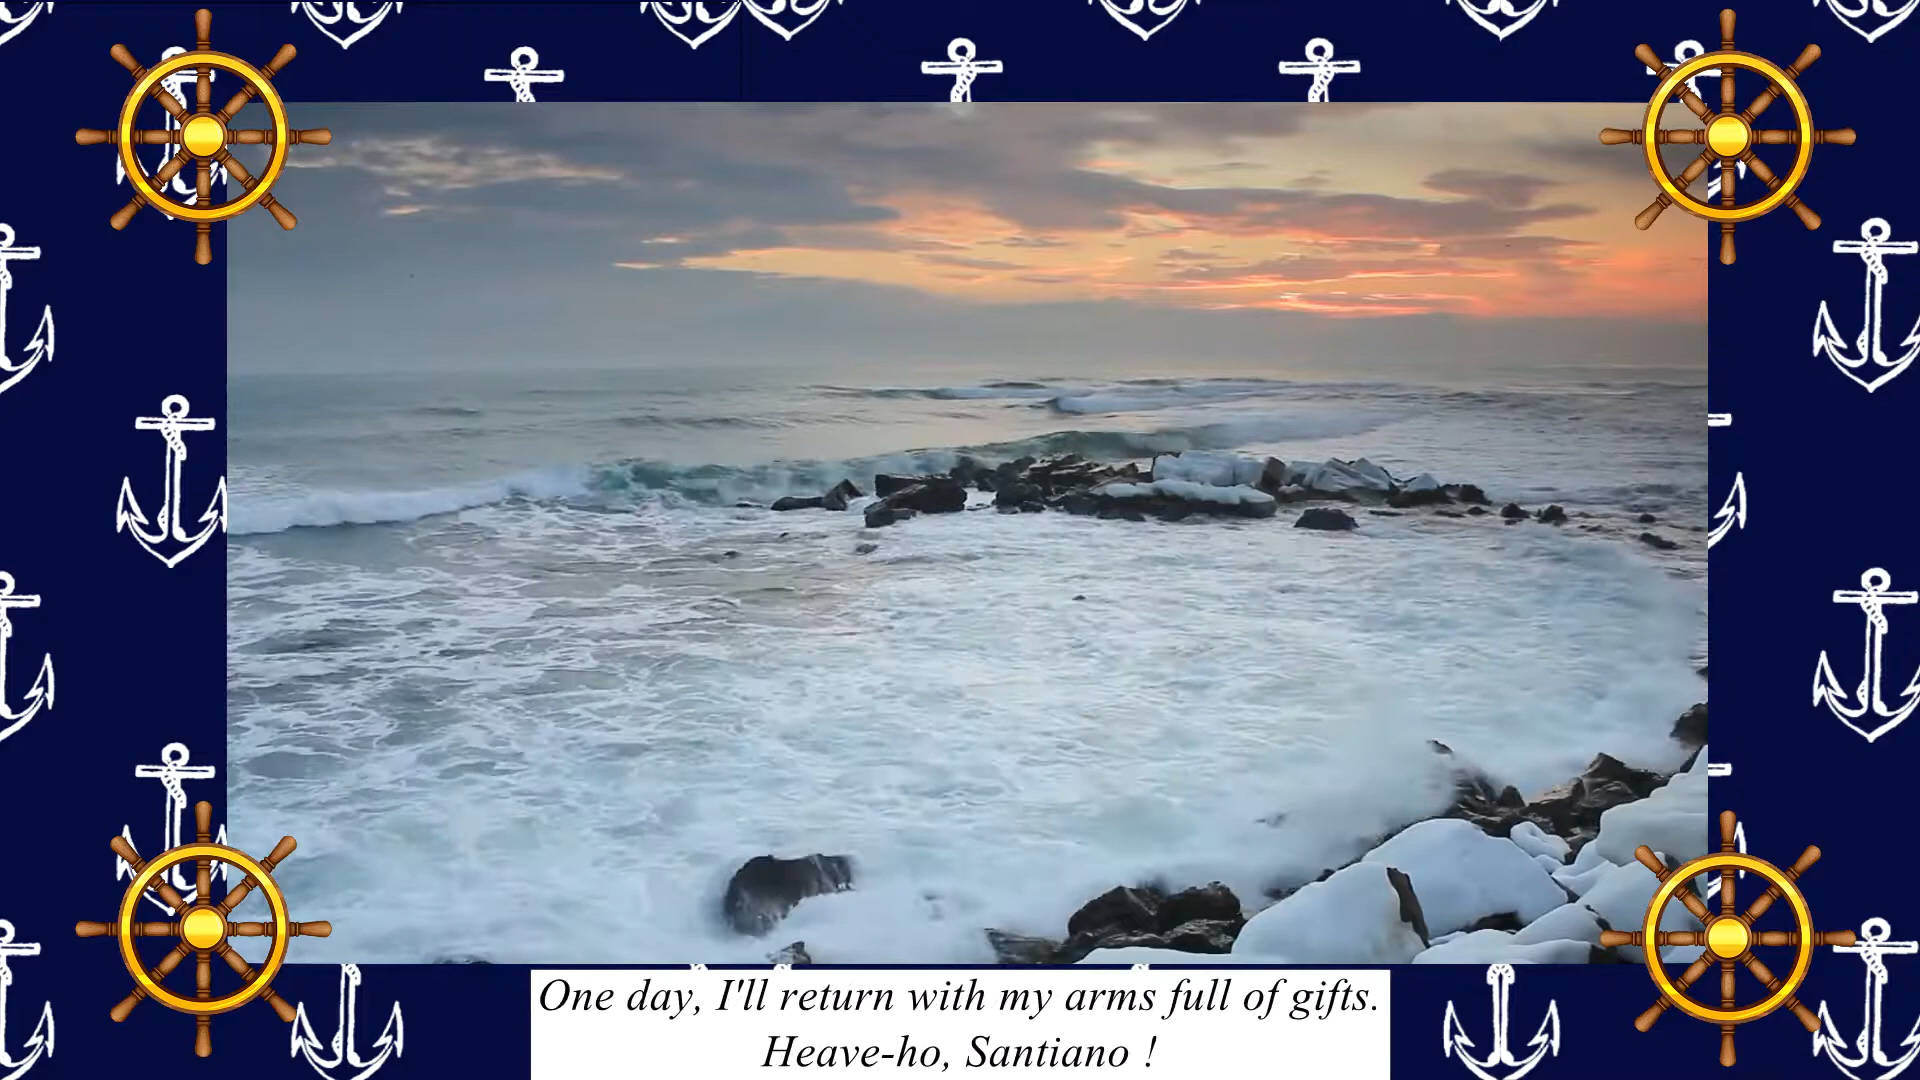 One day, I'll return with my arms full of gifts.
Heave-ho, Santiano !